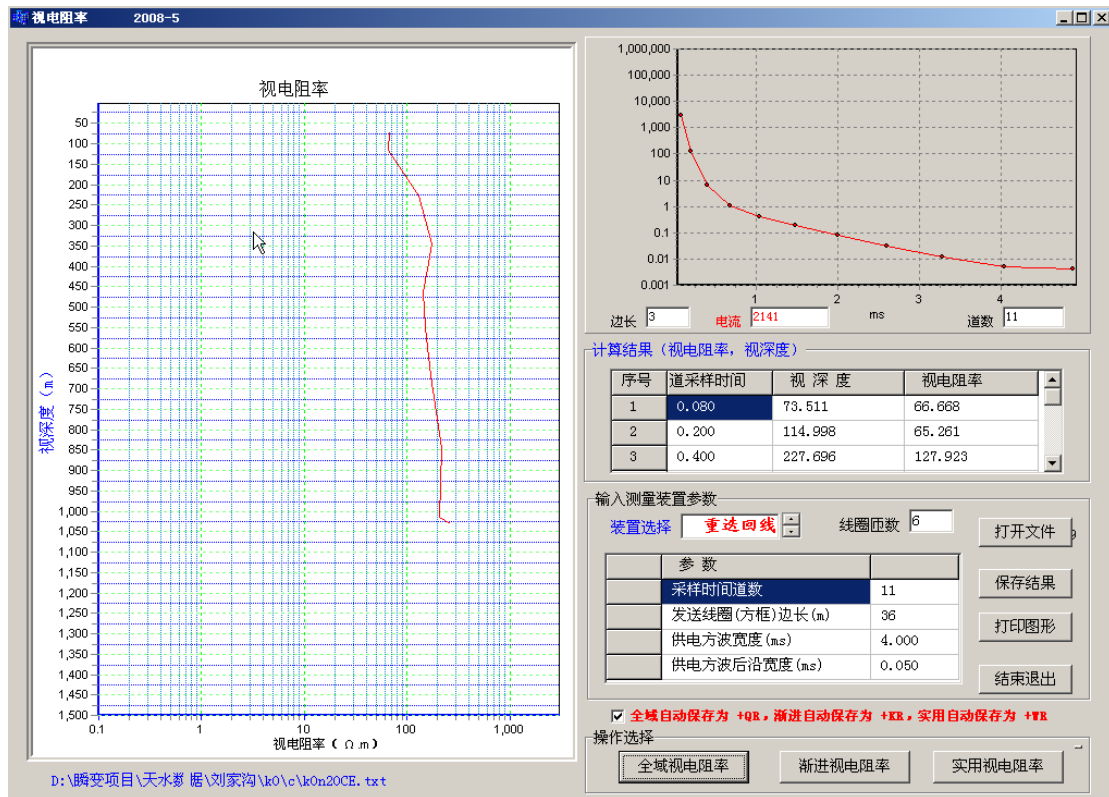 视电阻率 2008-5
视电阻率
50
100
150
200
250
300
350
400
450
500
550
600
650
700
750
800
850
900
950
1,000
1,050
1,100
1,150
1,200
1,250
1,300
1,350
1,400
1,450
1,500
视深度 (m)
0.1 1 10 100 1,000
视电阻率 ( Ω.m )
D:\瞬变项目\天水数 据\刘家沟\k0\c\k0n20CE.txt
1,000,000
100,000
10,000
1,000
100
10
1
0.1
0.01
0.001
1 2 3 4
ms
边长 3 电流 2141 道数 11
计算结果 (视电阻率, 视深度)
序号 道采样时间 视 深 度 视电阻率
1 0.080 73.511 66.668
2 0.200 114.998 65.261
3 0.400 227.696 127.923
输入测量装置参数
装置选择 重迭回线 线圈匝数 6
打开文件
参 数
采样时间道数 11
发送线圈(方框)边长(m) 36
供电方波宽度(ms) 4.000
供电方波后沿宽度(ms) 0.050
保存结果
打印图形
结束退出
全域自动保存为 +QR, 渐进自动保存为 +KR, 实用自动保存为 +WR
操作选择
全域视电阻率 渐进视电阻率 实用视电阻率